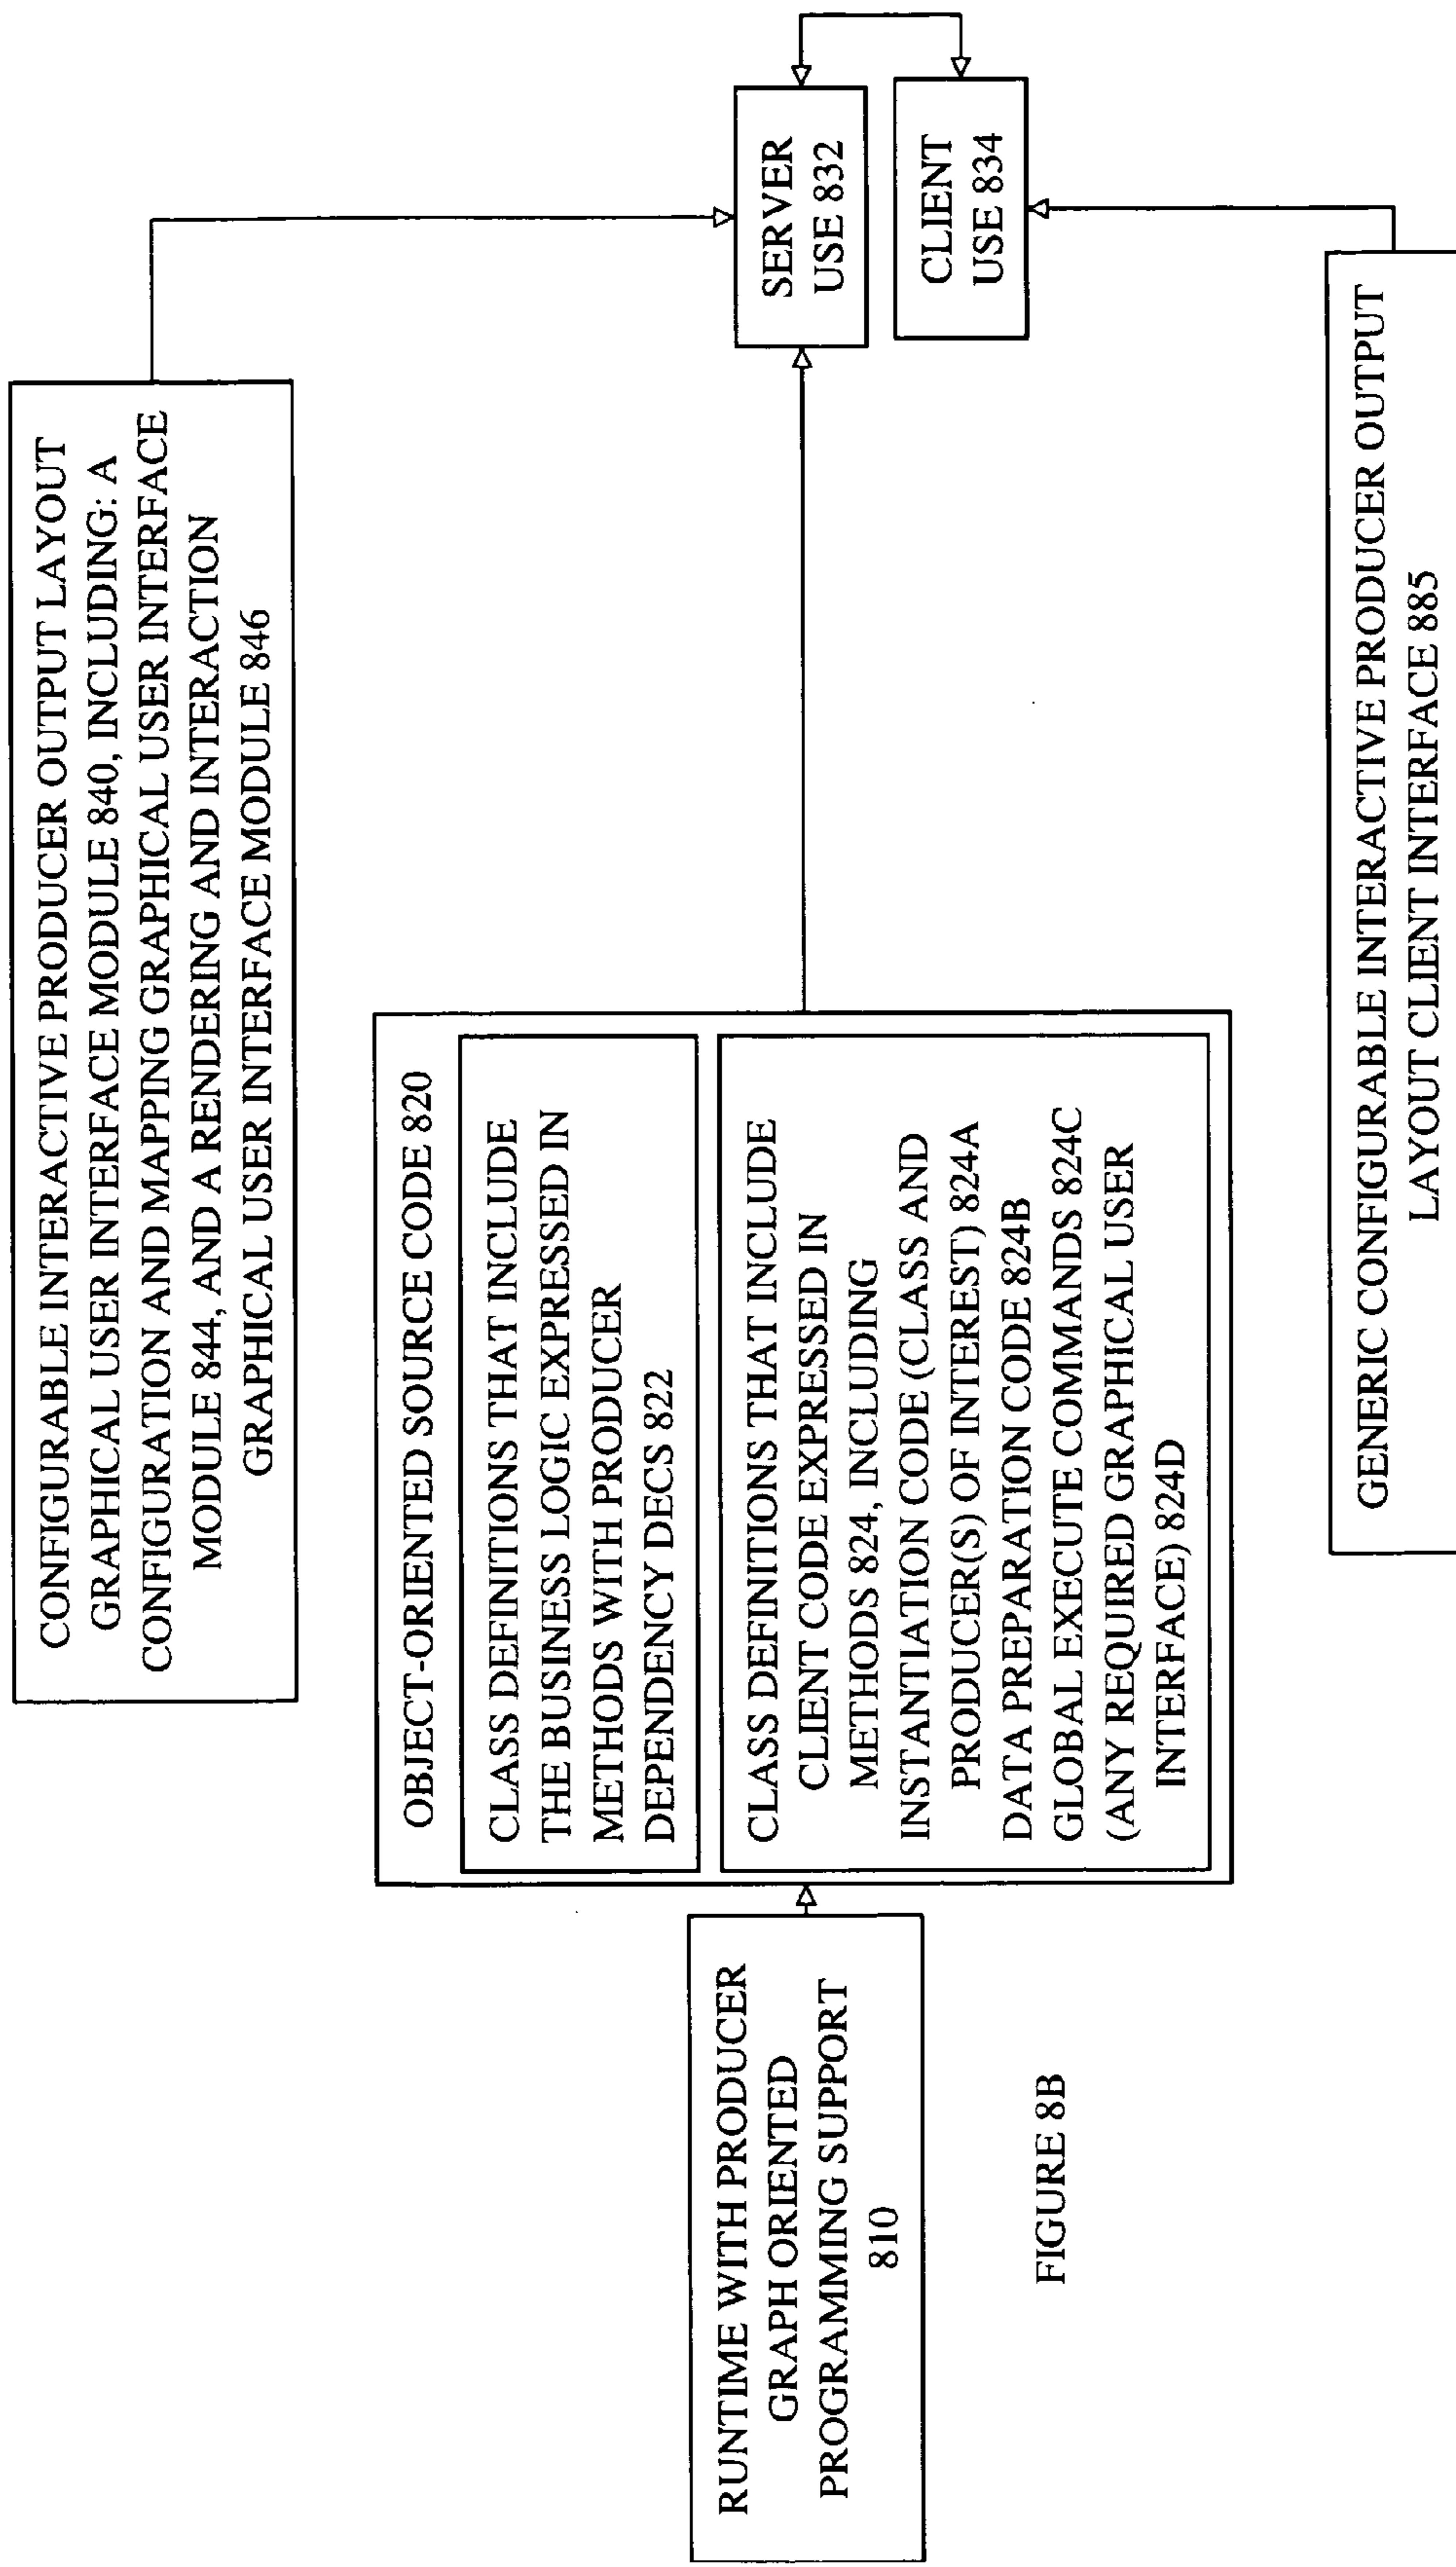 CONFIGURABLE INTERACTIVE PRODUCER OUTPUT LAYOUT
GRAPHICAL USER INTERFACE MODULE 840, INCLUDING: A
CONFIGURATION AND MAPPING GRAPHICAL USER INTERFACE
MODULE 844, AND A RENDERING AND INTERACTION
GRAPHICAL USER INTERFACE MODULE 846
RUNTIME WITH PRODUCER
GRAPH ORIENTED
PROGRAMMING SUPPORT
810
OBJECT-ORIENTED SOURCE CODE 820
CLASS DEFINITIONS THAT INCLUDE
THE BUSINESS LOGIC EXPRESSED IN
METHODS WITH PRODUCER
DEPENDENCY DECS 822
CLASS DEFINITIONS THAT INCLUDE
CLIENT CODE EXPRESSED IN
METHODS 824, INCLUDING
INSTANTIATION CODE (CLASS AND
PRODUCER(S) OF INTEREST) 824A
DATA PREPARATION CODE 824B
GLOBAL EXECUTE COMMANDS 824C
(ANY REQUIRED GRAPHICAL USER
INTERFACE) 824D
SERVER
USE 832
CLIENT
USE 834
GENERIC CONFIGURABLE INTERACTIVE PRODUCER OUTPUT
LAYOUT CLIENT INTERFACE 885
FIGURE 8B